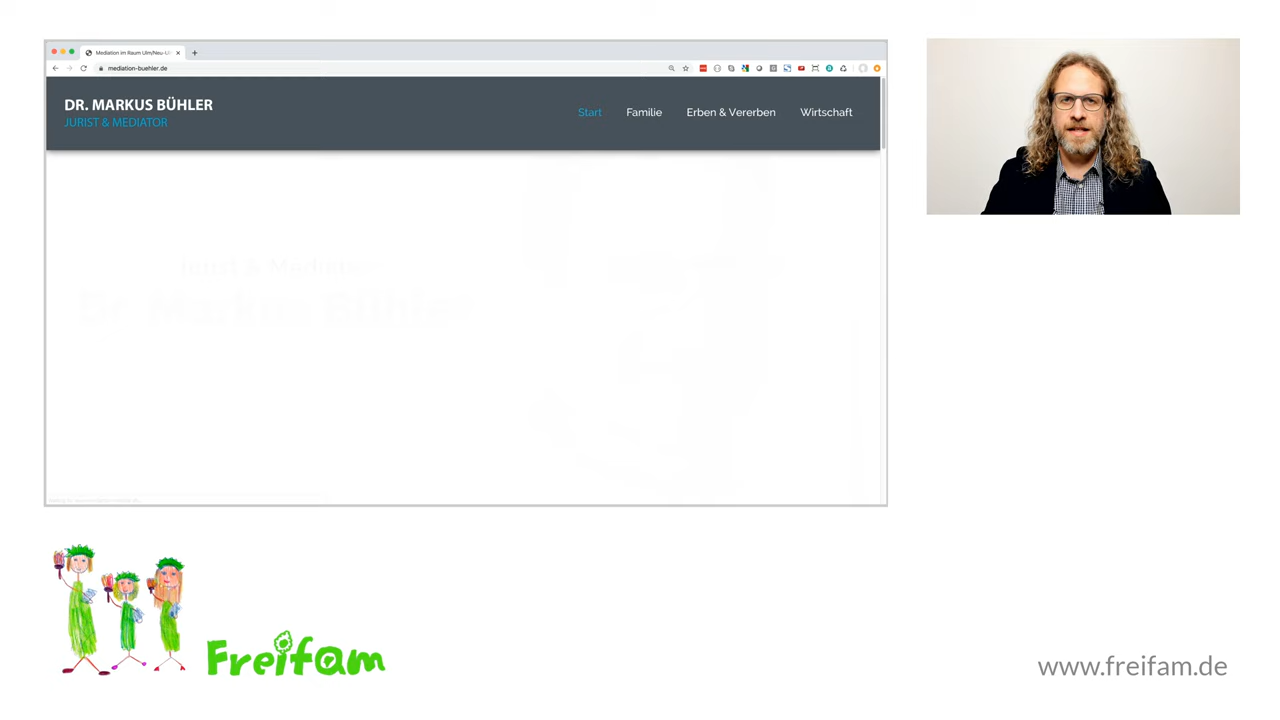 Mediation im Raum Ulm/Neu-Ul
mediation-buehler.de
DR. MARKUS BÜHLER
JURIST & MEDIATOR
Start
Familie
Erben & Vererben
Wirtschaft
Jurist & Mediator
Dr. Markus Bühler
Freifam
www.freifam.de